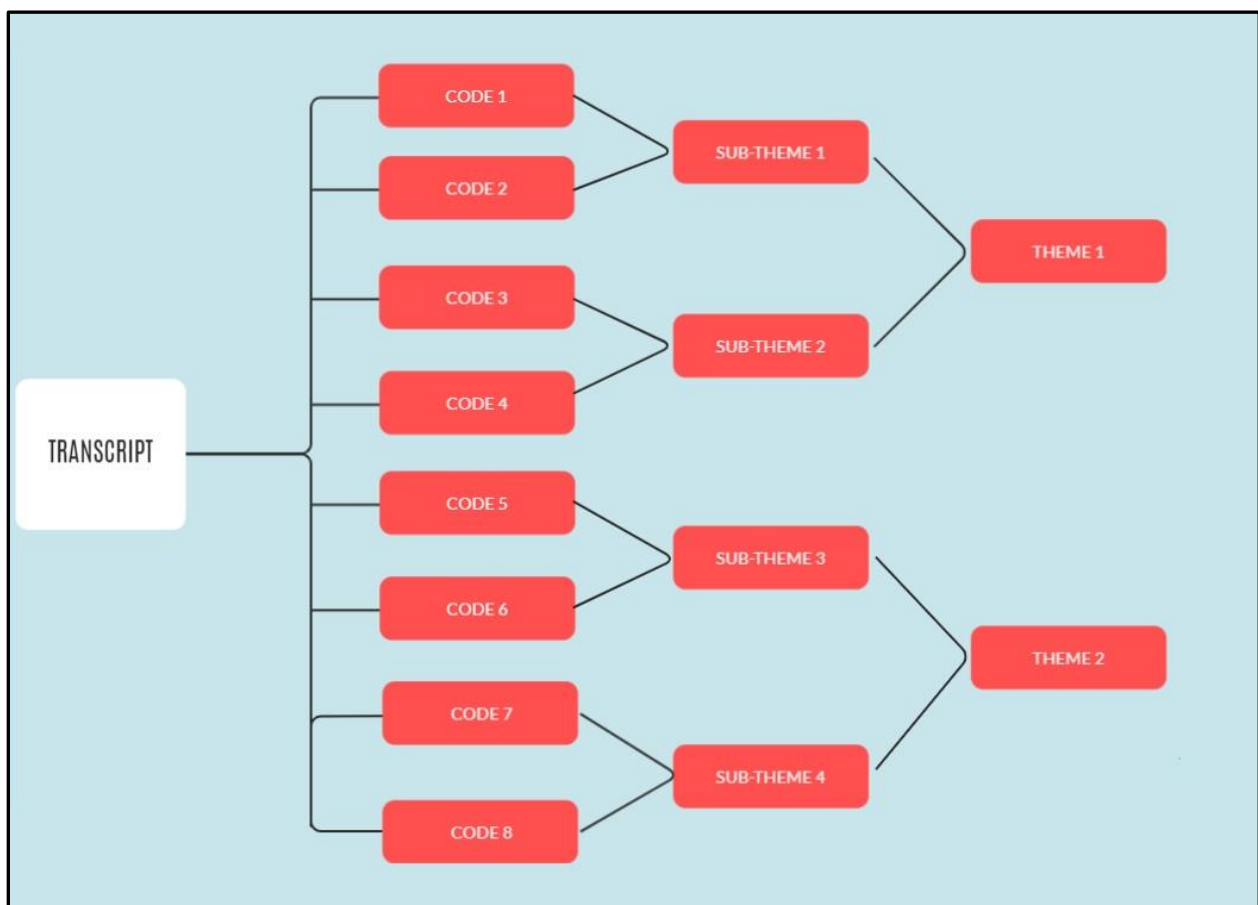 TRANSCRIPT
CODE 1
CODE 2
CODE 3
CODE 4
CODE 5
CODE 6
CODE 7
CODE 8
SUB-THEME 1
SUB-THEME 2
SUB-THEME 3
SUB-THEME 4
THEME 1
THEME 2